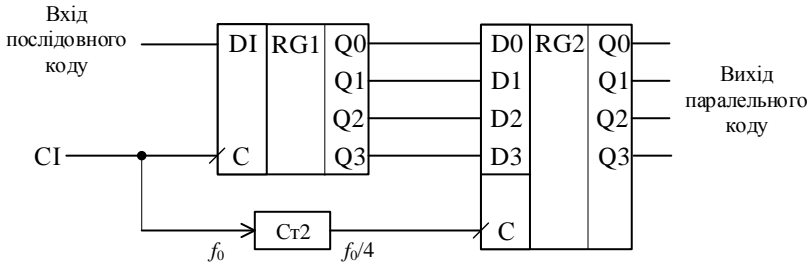 Вхід
послідовного
коду
DI RG1 Q0
Q1
Q2
C Q3
D0 RG2 Q0
D1 Q1
D2 Q2
D3 Q3
C
Вихід
паралельного
коду
CI
f0 Ст2 f0/4